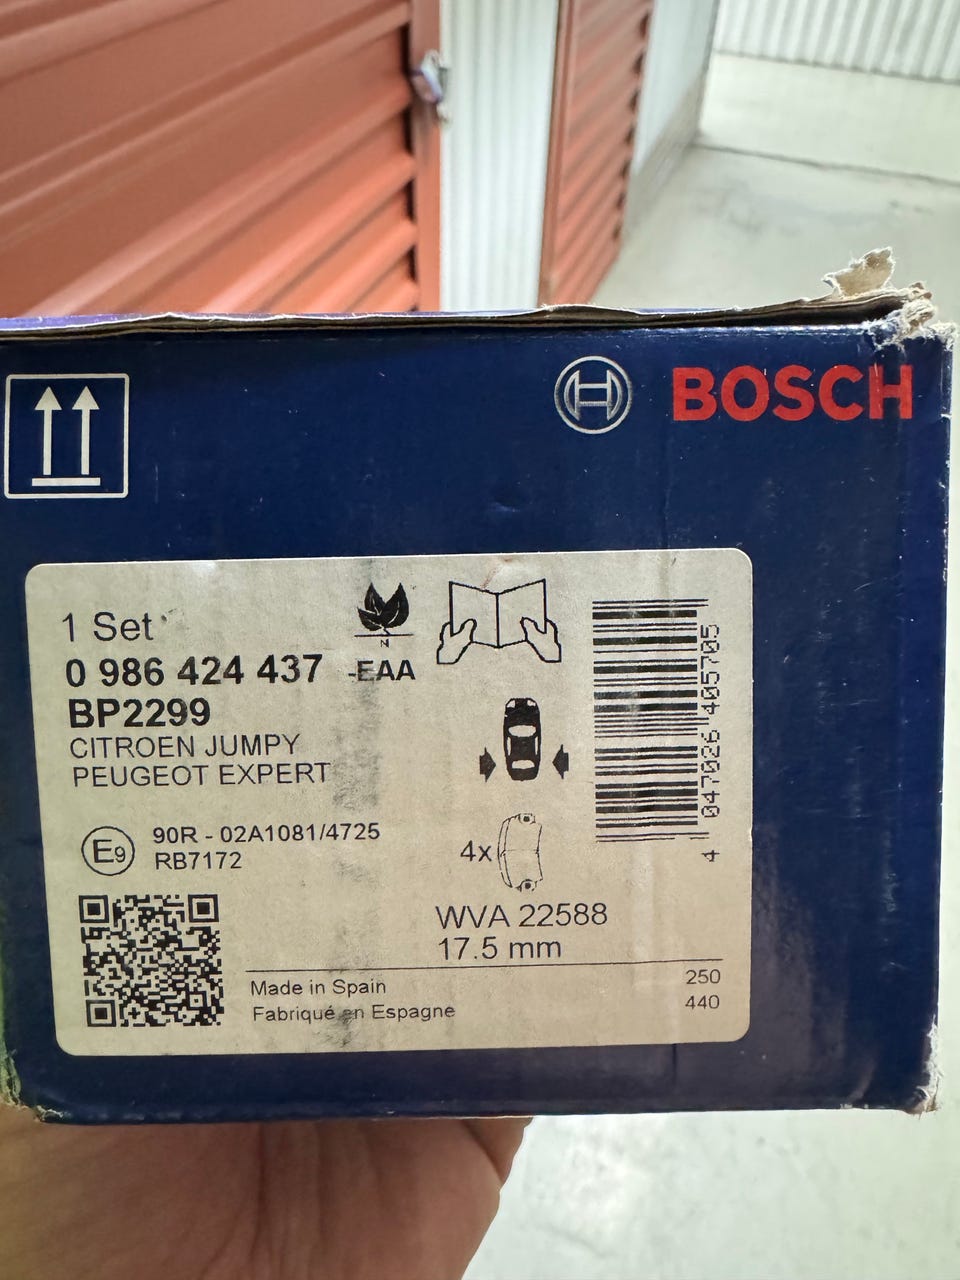 BOSCH
1 Set
0 986 424 437 -EAA
BP2299
CITROEN JUMPY
PEUGEOT EXPERT
N
E9
90R - 02A1081/4725
RB7172
4x
WVA 22588
17.5 mm
Made in Spain
Fabriqué en Espagne
250
440
4 047026 405705